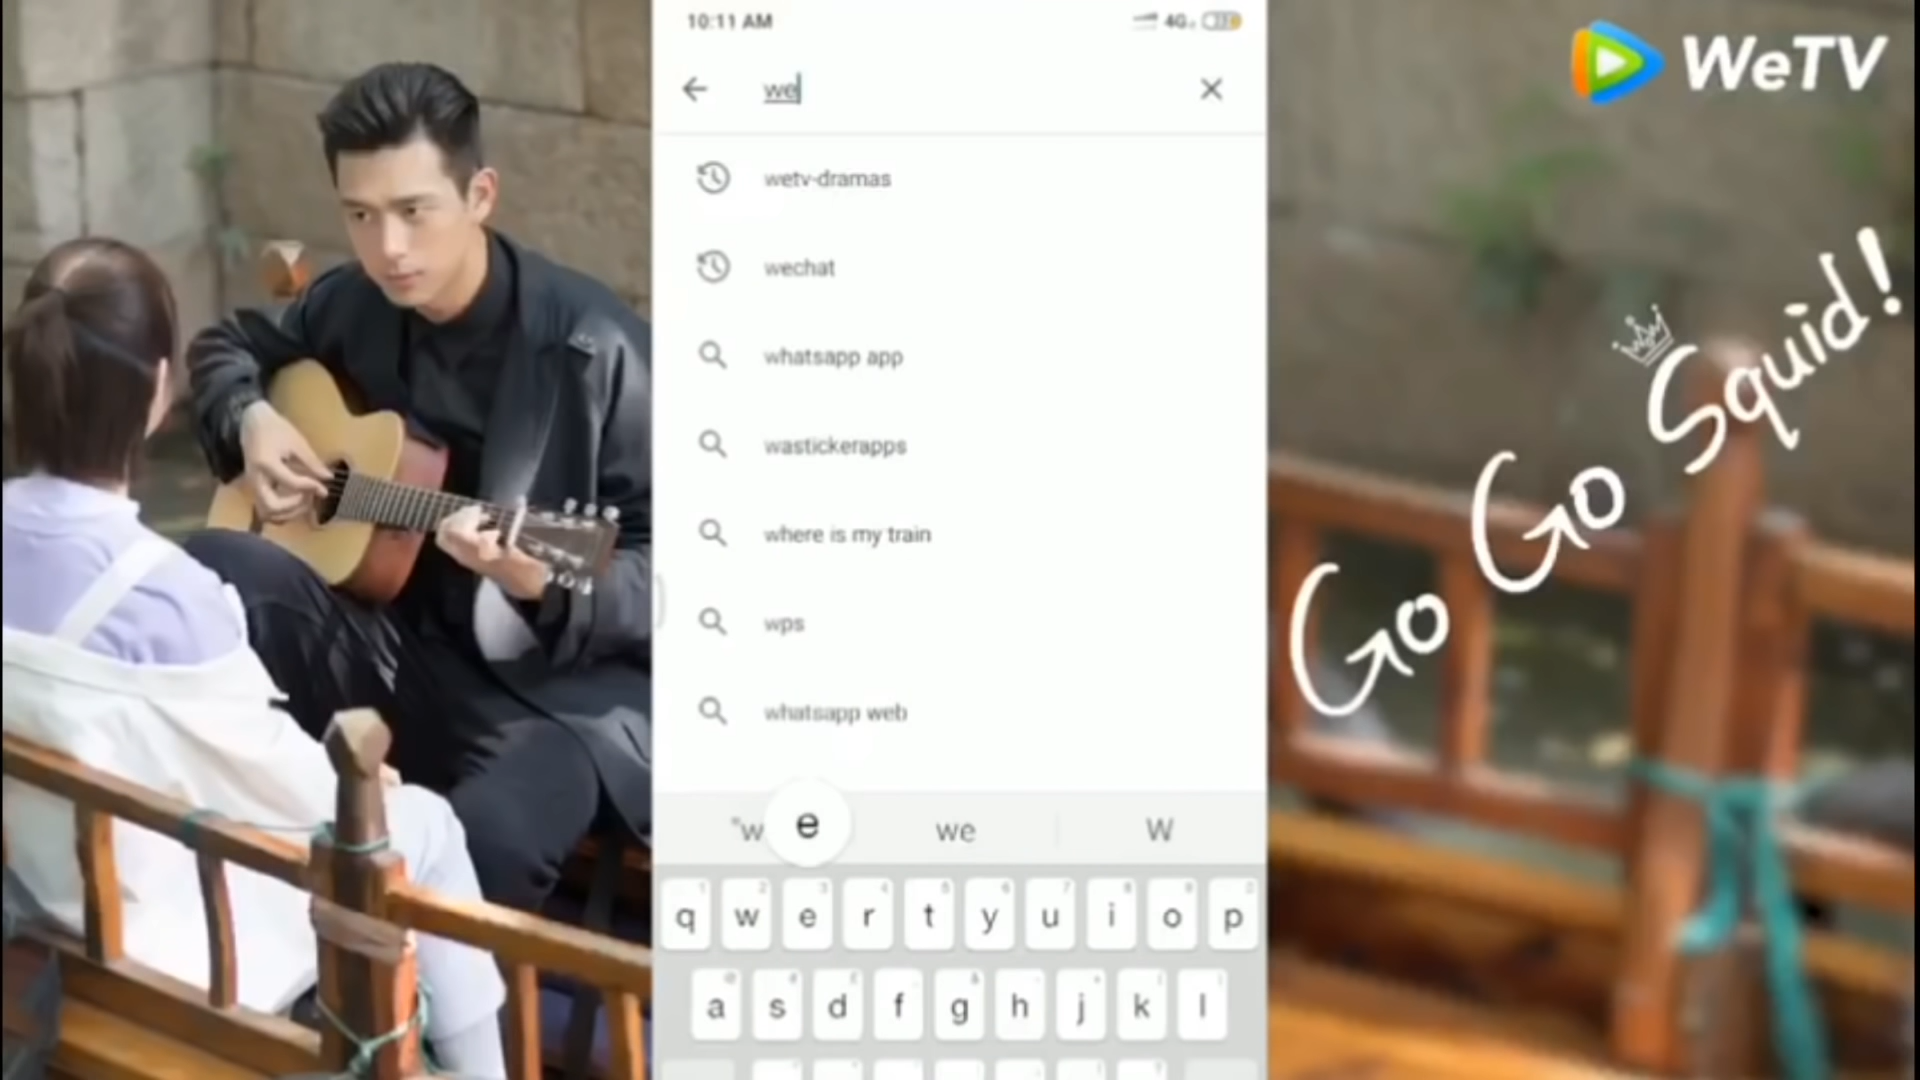 10:11 AM
4G
we
wetv-dramas
wechat
whatsapp app
wastickerapps
where is my train
wps
whatsapp web
"w e we W
q w e r t y u i o p
a s d f g h j k l
WeTV
Go Go Squid!